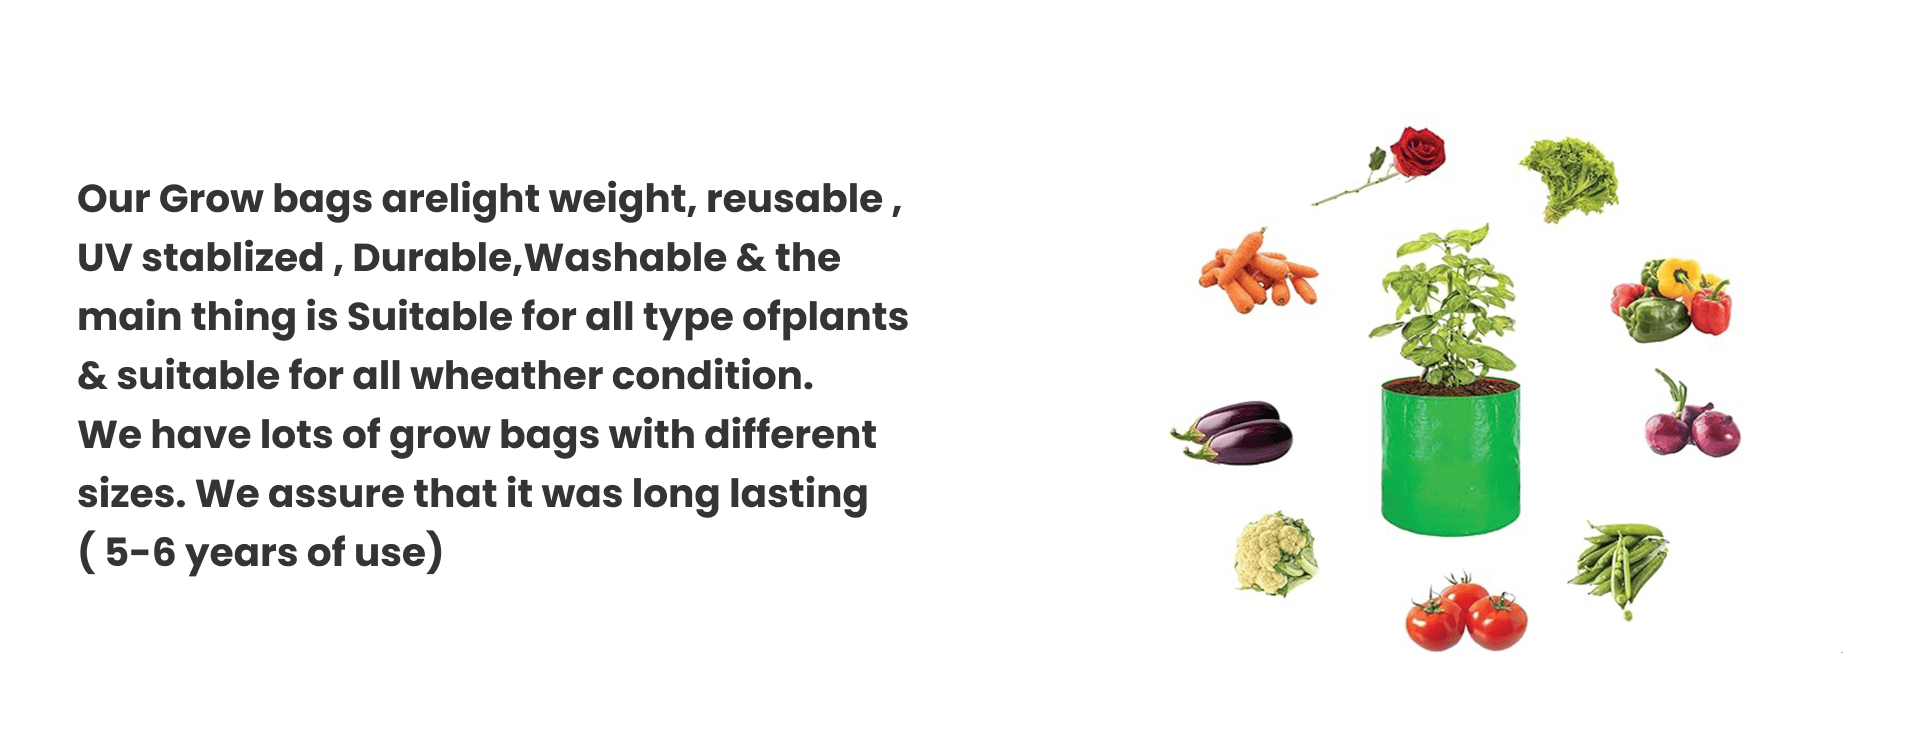 Our Grow bags arelight weight, reusable ,
UV stablized , Durable,Washable & the
main thing is Suitable for all type ofplants
& suitable for all wheather condition.
We have lots of grow bags with different
sizes. We assure that it was long lasting
( 5-6 years of use)